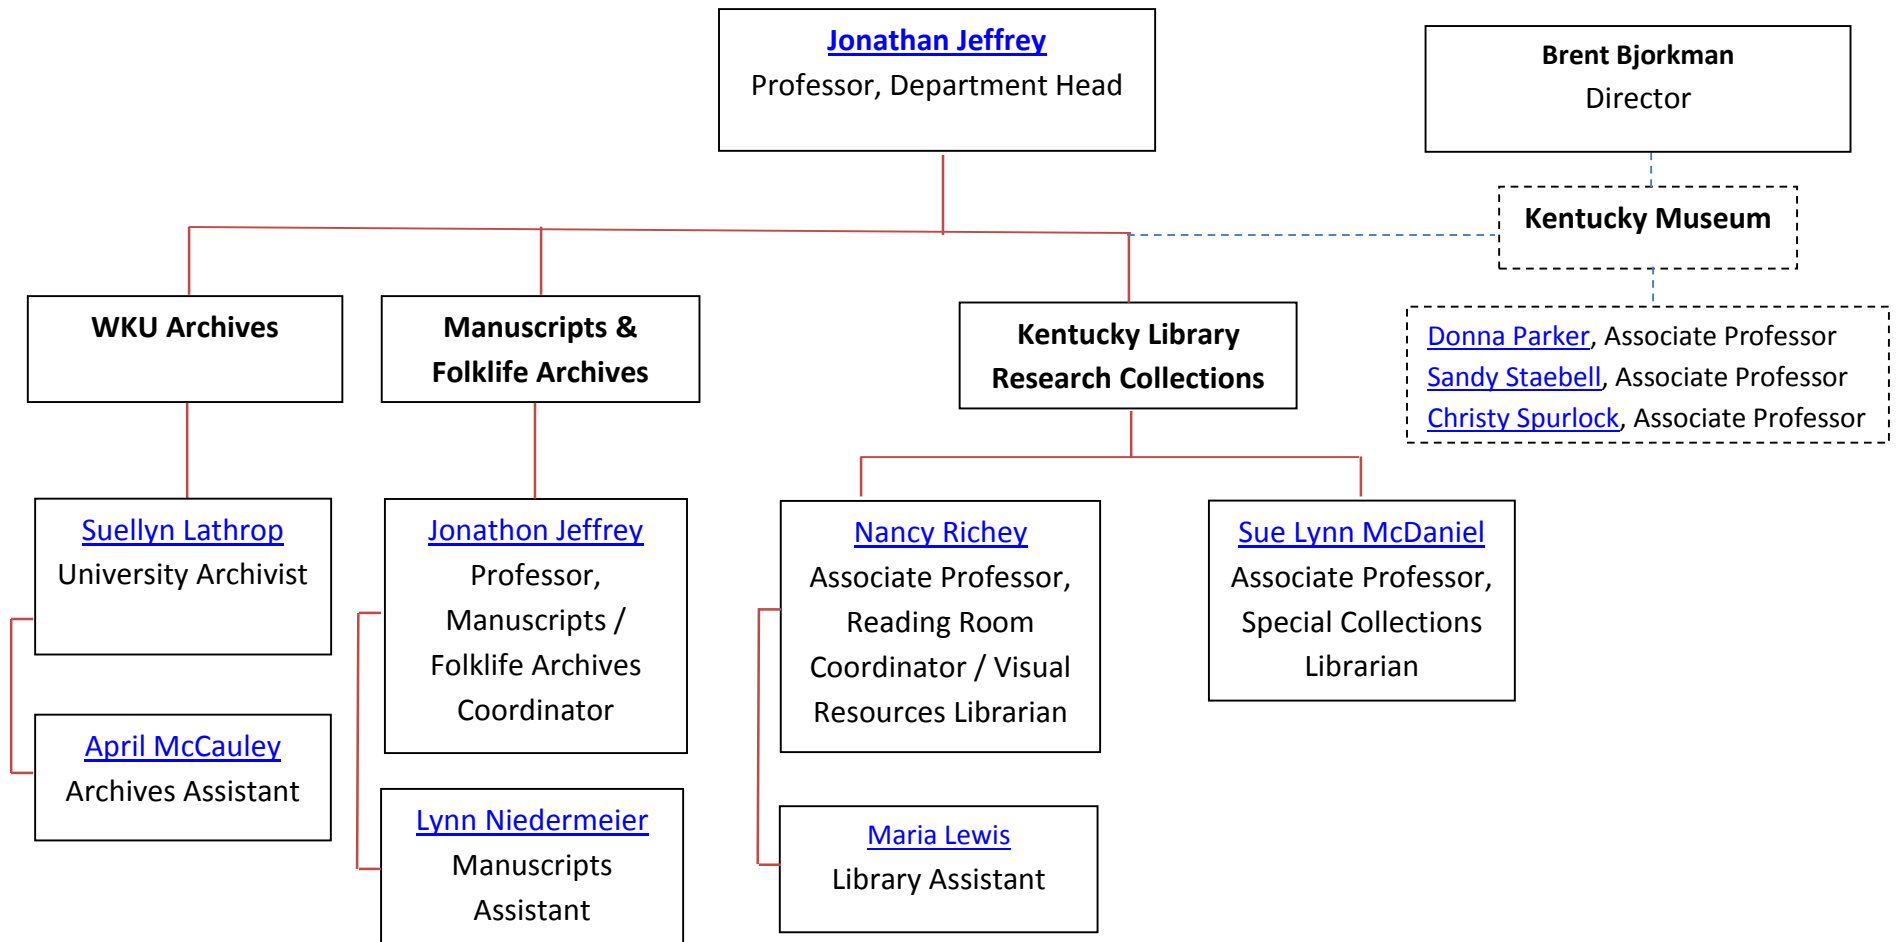 Jonathan Jeffrey
Professor, Department Head
Brent Bjorkman
Director
Kentucky Museum
Donna Parker, Associate Professor
Sandy Staebell, Associate Professor
Christy Spurlock, Associate Professor
WKU Archives
Manuscripts &
Folklife Archives
Kentucky Library
Research Collections
Suellyn Lathrop
University Archivist
April McCauley
Archives Assistant
Jonathon Jeffrey
Professor,
Manuscripts /
Folklife Archives
Coordinator
Lynn Niedermeier
Manuscripts
Assistant
Nancy Richey
Associate Professor,
Reading Room
Coordinator / Visual
Resources Librarian
Maria Lewis
Library Assistant
Sue Lynn McDaniel
Associate Professor,
Special Collections
Librarian